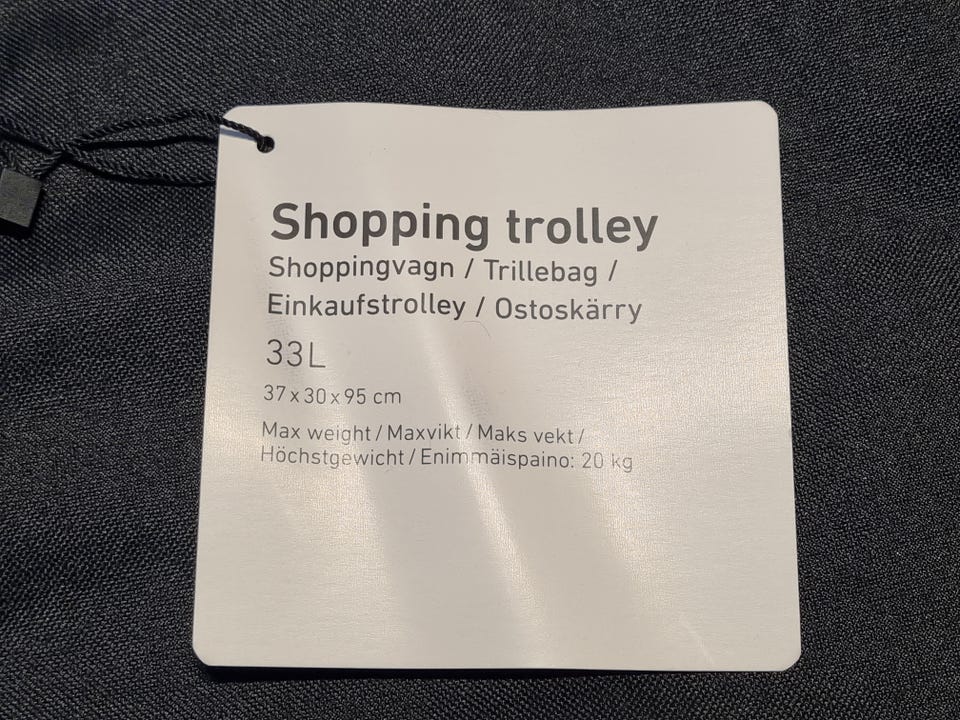 Shopping trolley
Shoppingvagn / Trillebag /
Einkaufstrolley / Ostoskärry
33L
37 x 30 x 95 cm
Max weight / Maxvikt / Maks vekt /
Höchstgewicht / Enimmäispaino: 20 kg